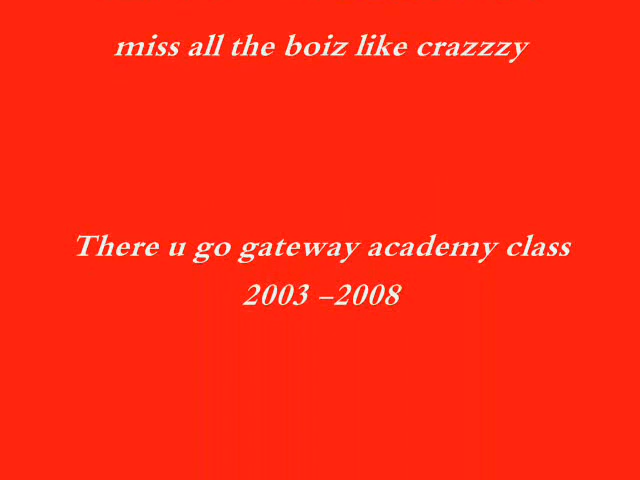 miss all the boiz like crazzzy
There u go gateway academy class
2003 –2008